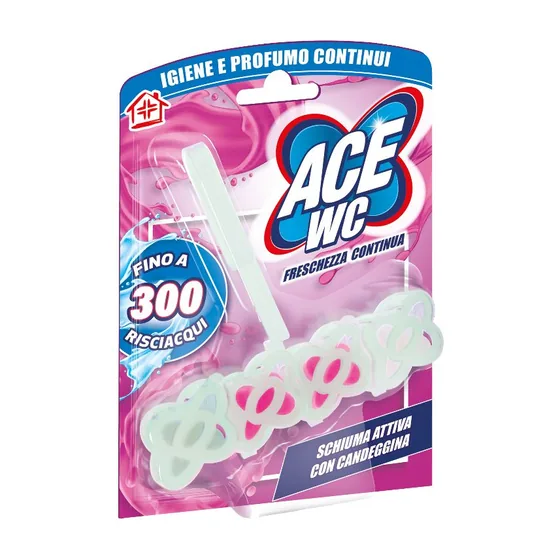 IGIENE E PROFUMO CONTINUI
ACE
WC
FRESCHEZZA CONTINUA
FINO A
300
RISCIACQUI
SCHIUMA ATTIVA
CON CANDEGGINA